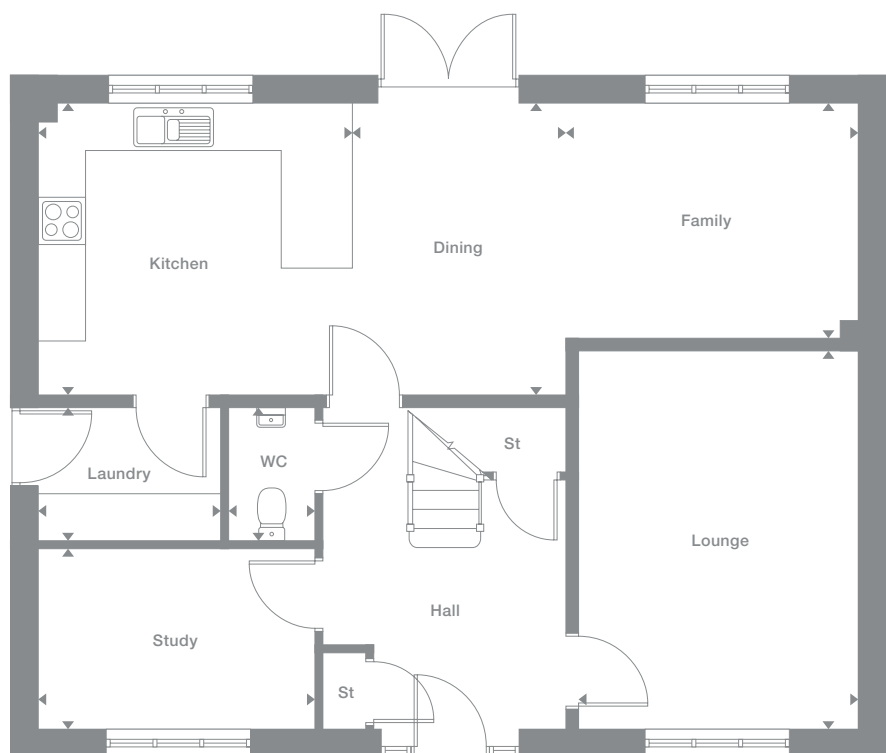 Family
Dining
Kitchen
St
WC
Laundry
Lounge
Hall
Study
St